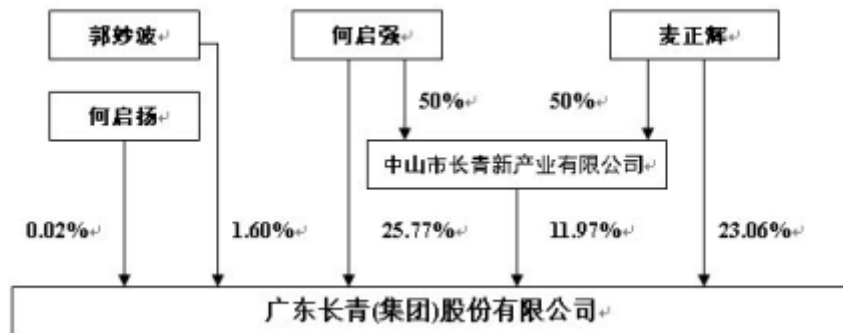 郭妙波
何启强
麦正辉
何启扬
50%
50%
中山市长青新产业有限公司
0.02%
1.60%
25.77%
11.97%
23.06%
广东长青(集团)股份有限公司